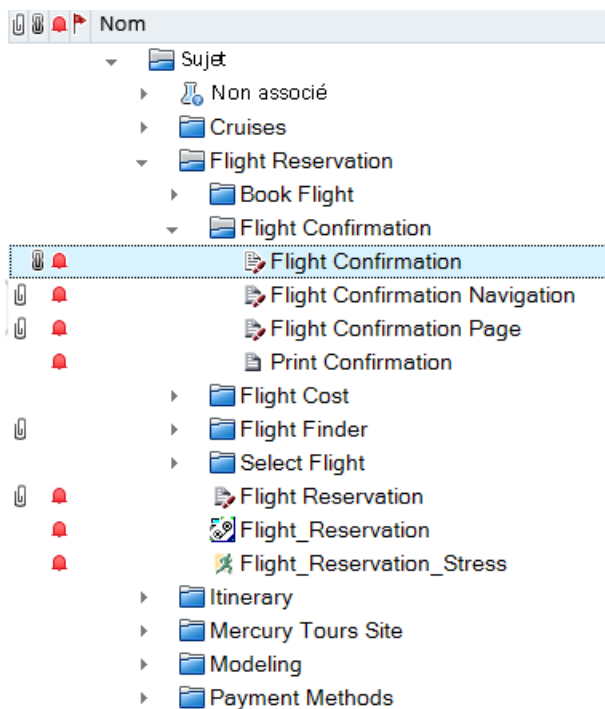 Nom
Sujet
Non associé
Cruises
Flight Reservation
Book Flight
Flight Confirmation
Flight Confirmation
Flight Confirmation Navigation
Flight Confirmation Page
Print Confirmation
Flight Cost
Flight Finder
Select Flight
Flight Reservation
Flight_Reservation
Flight_Reservation_Stress
Itinerary
Mercury Tours Site
Modeling
Payment Methods